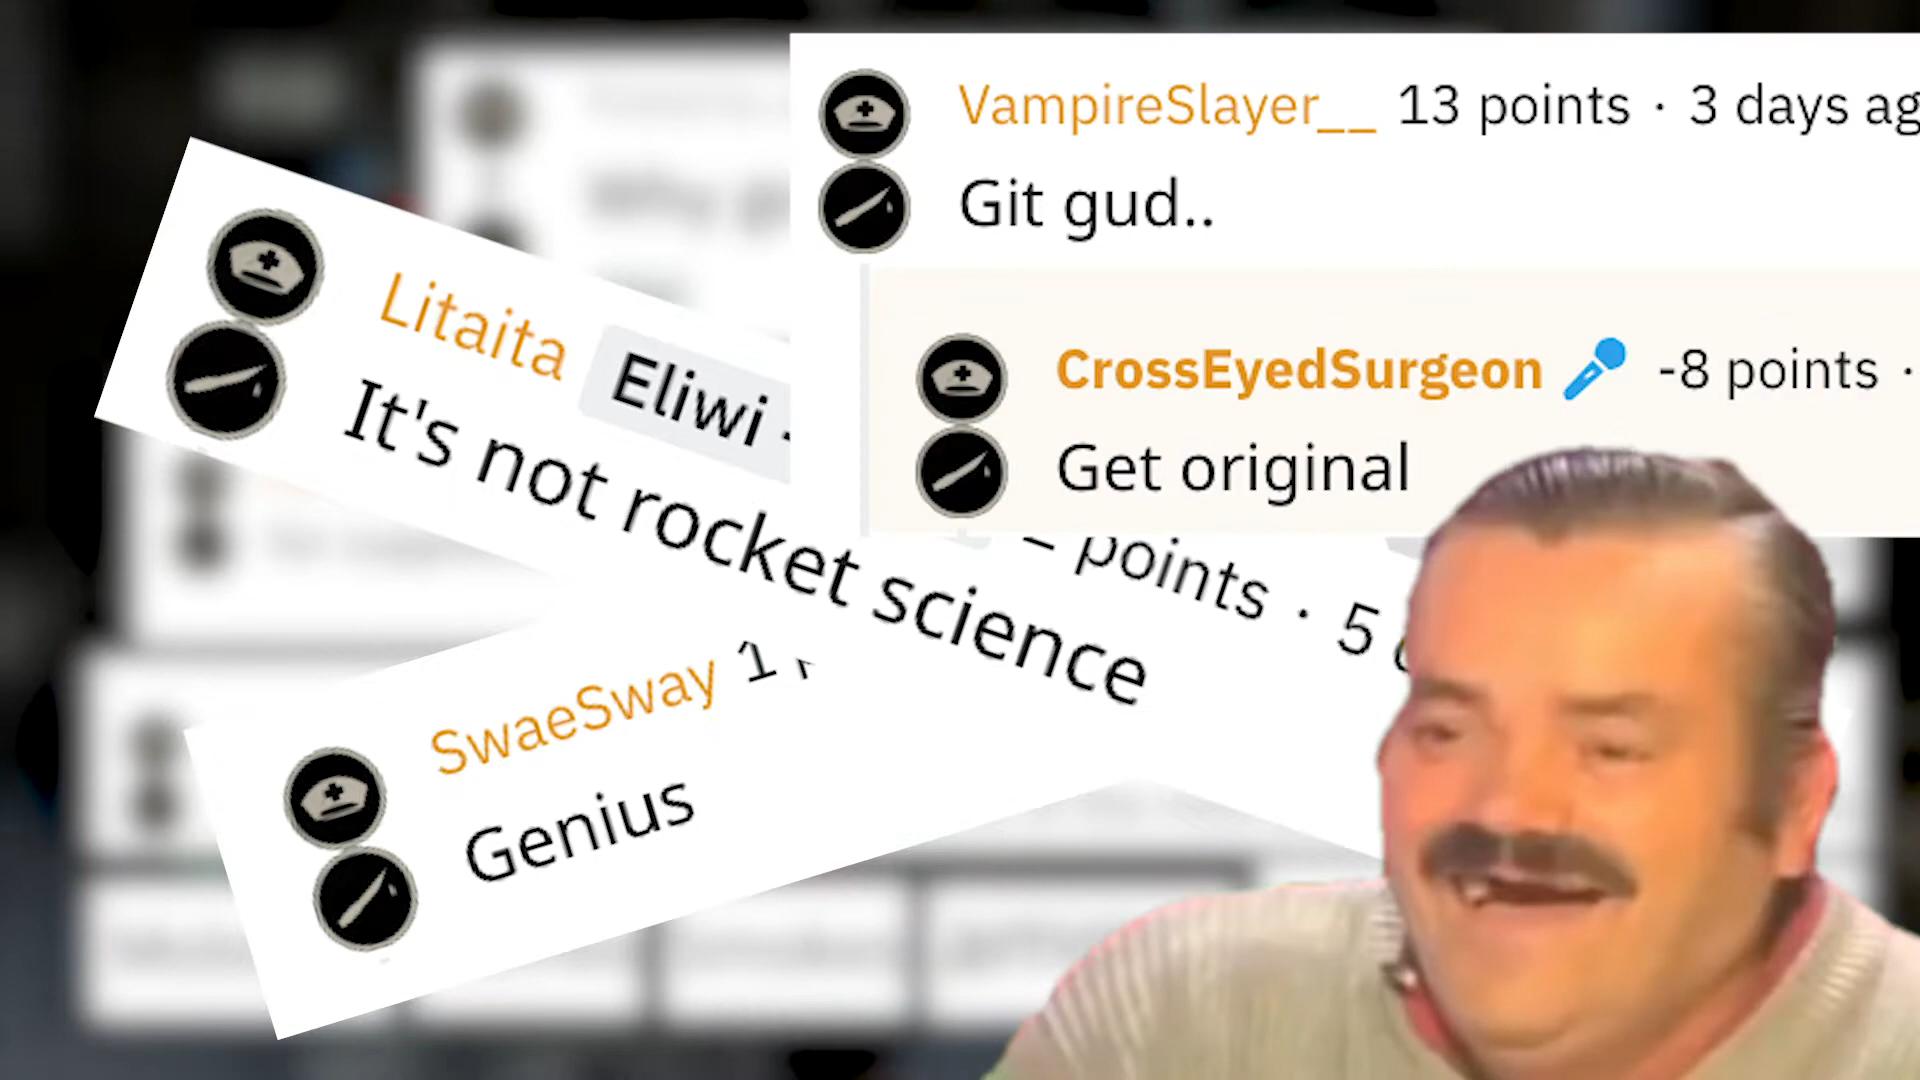 VampireSlayer__ 13 points · 3 days ag
Git gud..
CrossEyedSurgeon -8 points ·
Get original
Litaita Eliwi
It's not rocket science
points · 5
SwaeSway 1
Genius